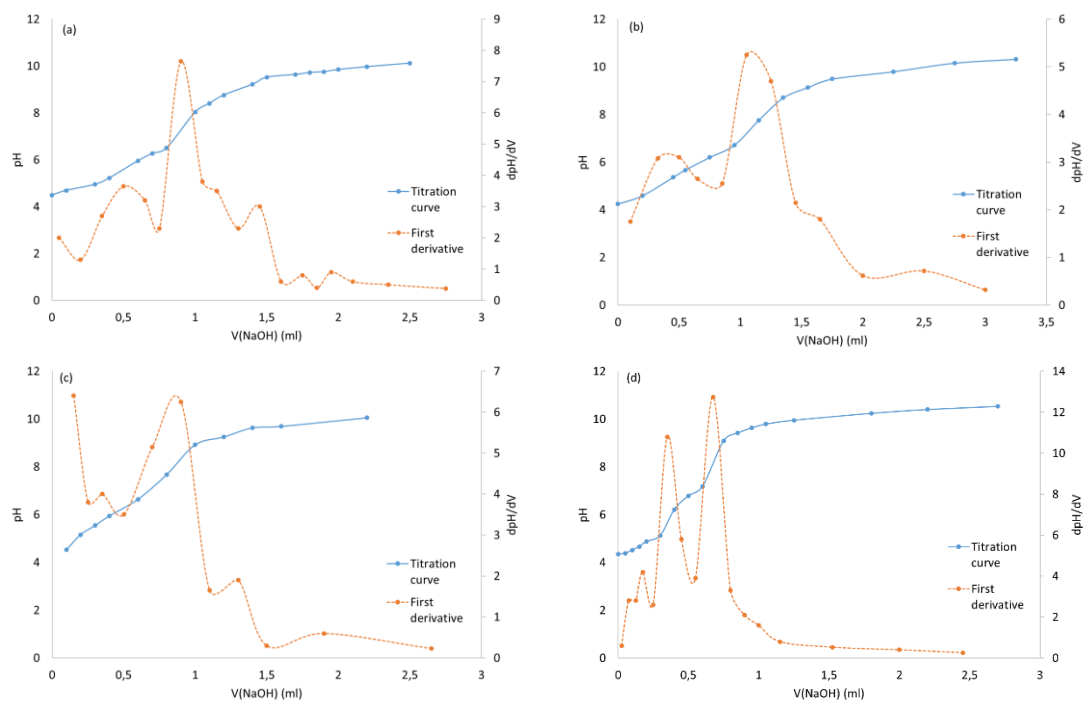 (a)
12
10
8
6
4
2
0
pH
9
8
7
6
5
4
3
2
1
0
dpH/dV
0
0,5
1
1,5
2
2,5
3
V(NaOH) (ml)
Titration
curve
First
derivative
(b)
12
10
8
6
4
2
0
pH
6
5
4
3
2
1
0
dpH/dV
0
0,5
1
1,5
2
2,5
3
3,5
V(NaOH) (ml)
Titration
curve
First
derivative
(c)
12
10
8
6
4
2
0
pH
7
6
5
4
3
2
1
0
dpH/dV
0
0,5
1
1,5
2
2,5
3
V(NaOH) (ml)
Titration
curve
First
derivative
(d)
12
10
8
6
4
2
0
pH
14
12
10
8
6
4
2
0
dpH/dV
0
0,5
1
1,5
2
2,5
3
V(NaOH) (ml)
Titration
curve
First
derivative